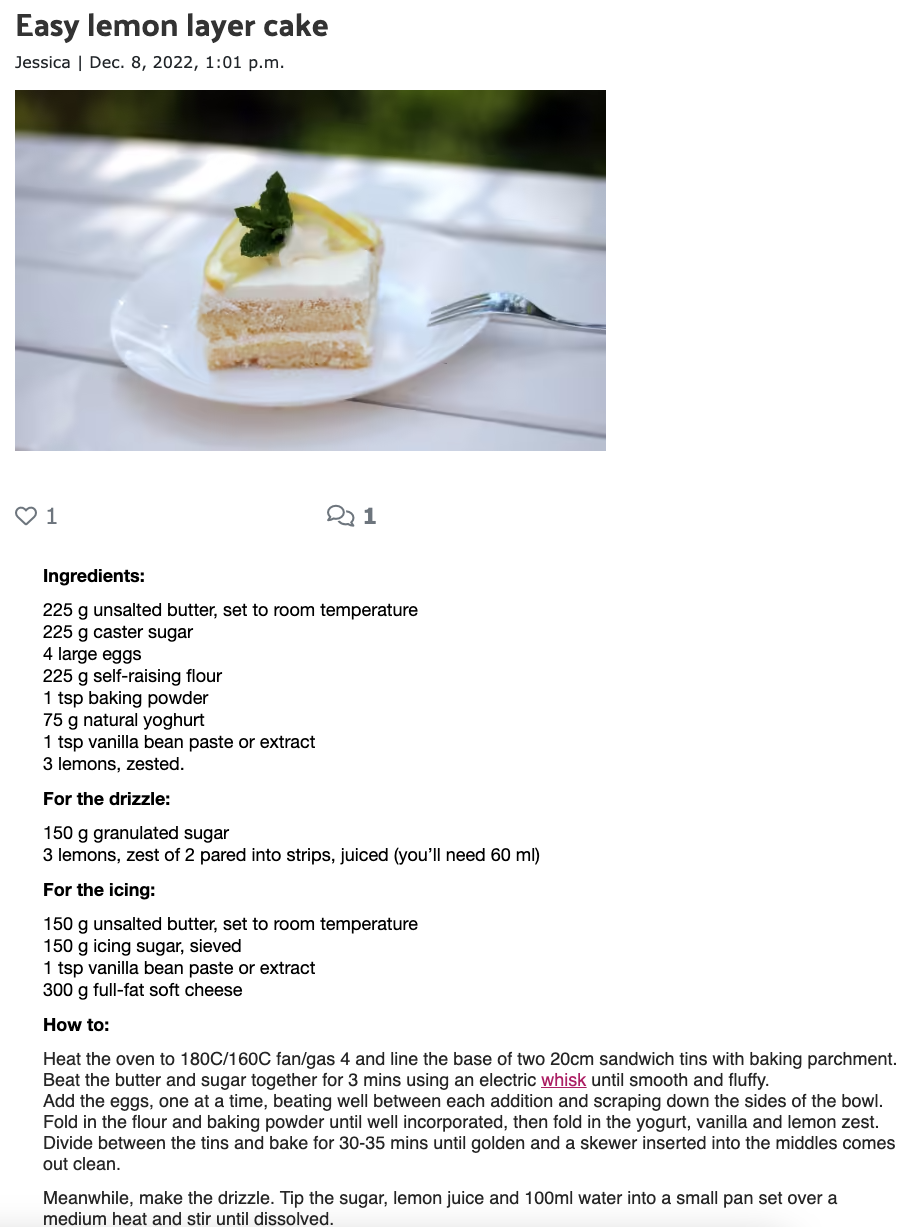 Easy lemon layer cake
Jessica | Dec. 8, 2022, 1:01 p.m.
1
1
Ingredients:
225 g unsalted butter, set to room temperature
225 g caster sugar
4 large eggs
225 g self-raising flour
1 tsp baking powder
75 g natural yoghurt
1 tsp vanilla bean paste or extract
3 lemons, zested.
For the drizzle:
150 g granulated sugar
3 lemons, zest of 2 pared into strips, juiced (you’ll need 60 ml)
For the icing:
150 g unsalted butter, set to room temperature
150 g icing sugar, sieved
1 tsp vanilla bean paste or extract
300 g full-fat soft cheese
How to:
Heat the oven to 180C/160C fan/gas 4 and line the base of two 20cm sandwich tins with baking parchment.
Beat the butter and sugar together for 3 mins using an electric whisk until smooth and fluffy.
Add the eggs, one at a time, beating well between each addition and scraping down the sides of the bowl.
Fold in the flour and baking powder until well incorporated, then fold in the yogurt, vanilla and lemon zest.
Divide between the tins and bake for 30-35 mins until golden and a skewer inserted into the middles comes
out clean.
Meanwhile, make the drizzle. Tip the sugar, lemon juice and 100ml water into a small pan set over a
medium heat and stir until dissolved.